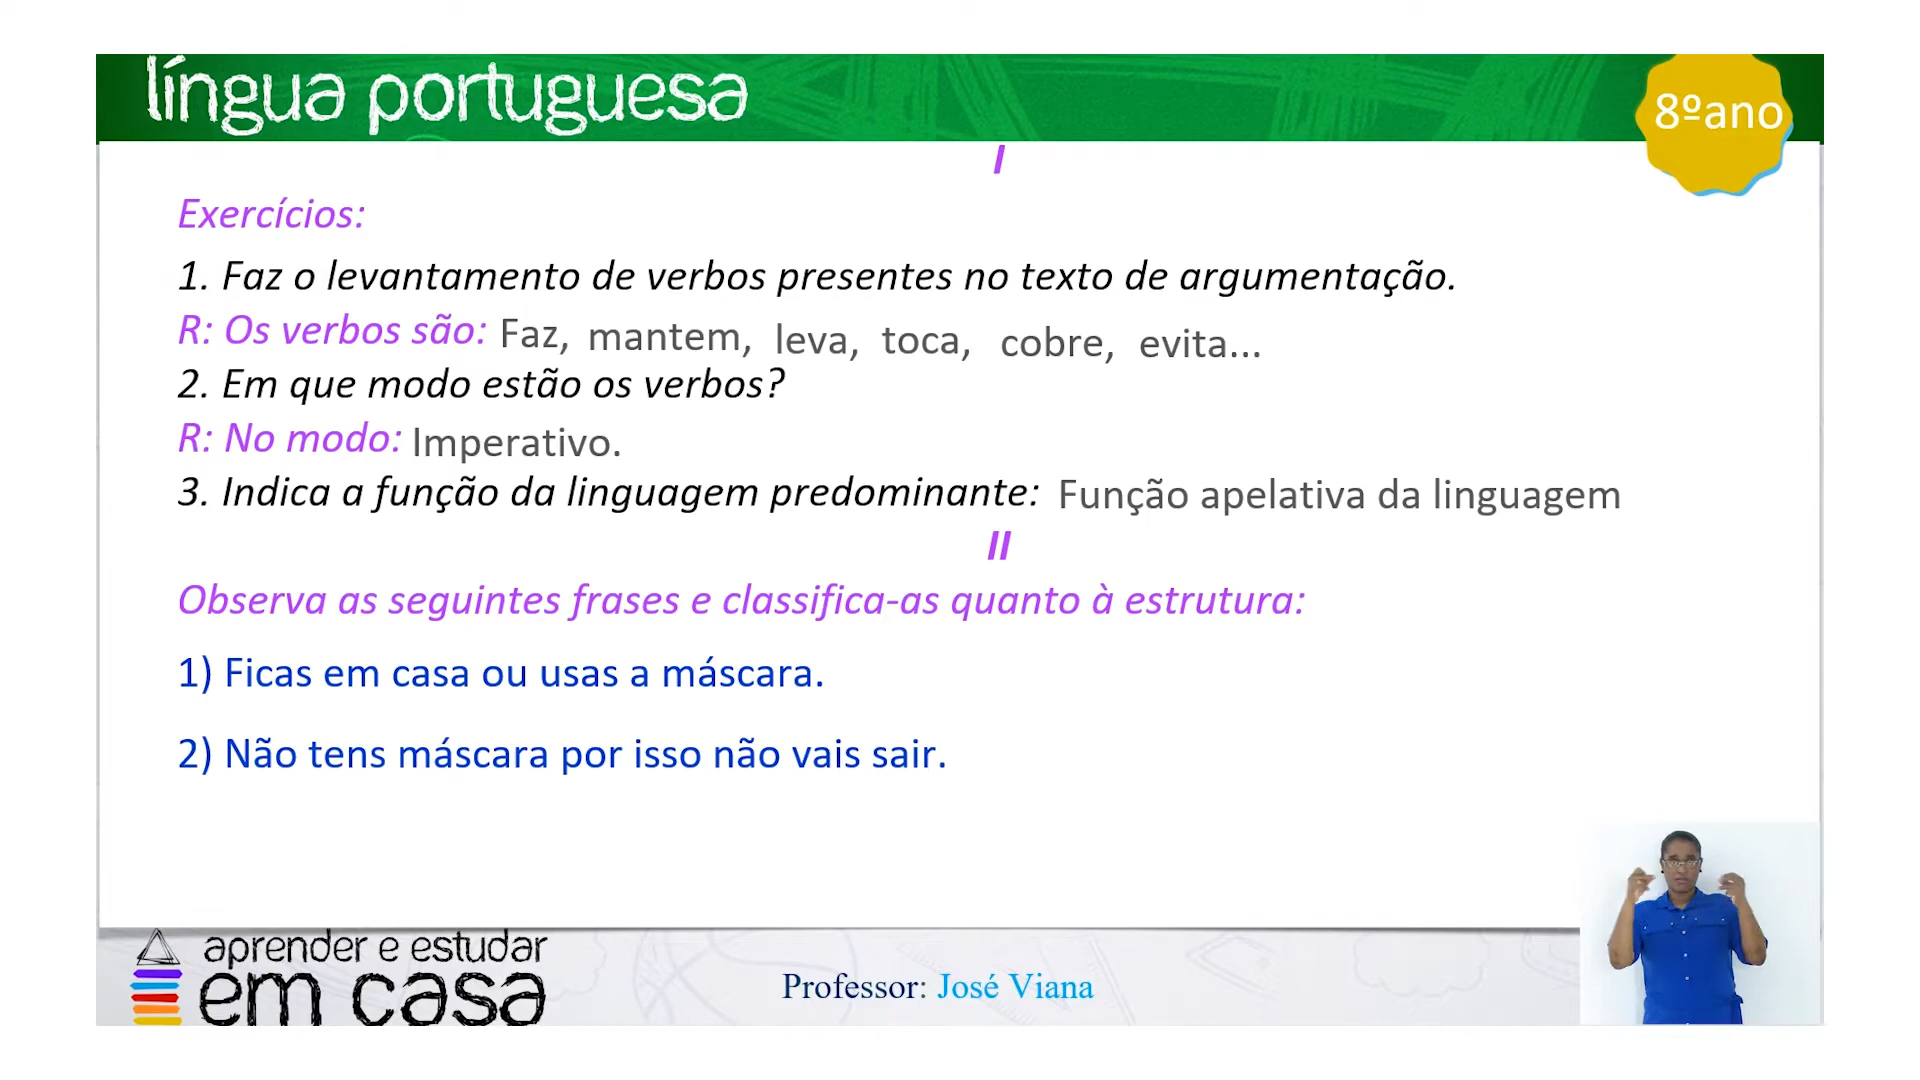 língua portuguesa
8ºano
I
Exercícios:
1. Faz o levantamento de verbos presentes no texto de argumentação.
R: Os verbos são: Faz, mantem, leva, toca, cobre, evita...
2. Em que modo estão os verbos?
R: No modo: Imperativo.
3. Indica a função da linguagem predominante: Função apelativa da linguagem
II
Observa as seguintes frases e classifica-as quanto à estrutura:
1) Ficas em casa ou usas a máscara.
2) Não tens máscara por isso não vais sair.
aprender e estudar
em casa
Professor: José Viana